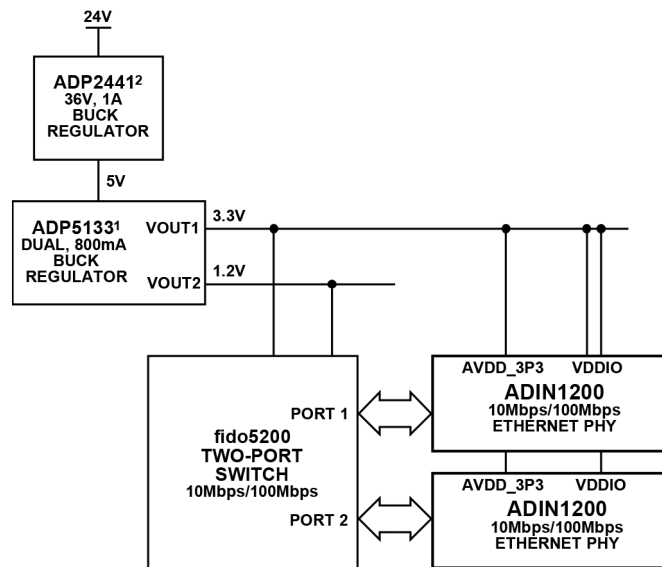 24V
ADP2441²
36V, 1A
BUCK
REGULATOR
5V
ADP5133¹
DUAL, 800mA
BUCK
REGULATOR
VOUT1
VOUT2
3.3V
1.2V
fido5200
TWO-PORT
SWITCH
10Mbps/100Mbps
PORT 1
PORT 2
AVDD_3P3 VDDIO
ADIN1200
10Mbps/100Mbps
ETHERNET PHY
AVDD_3P3 VDDIO
ADIN1200
10Mbps/100Mbps
ETHERNET PHY